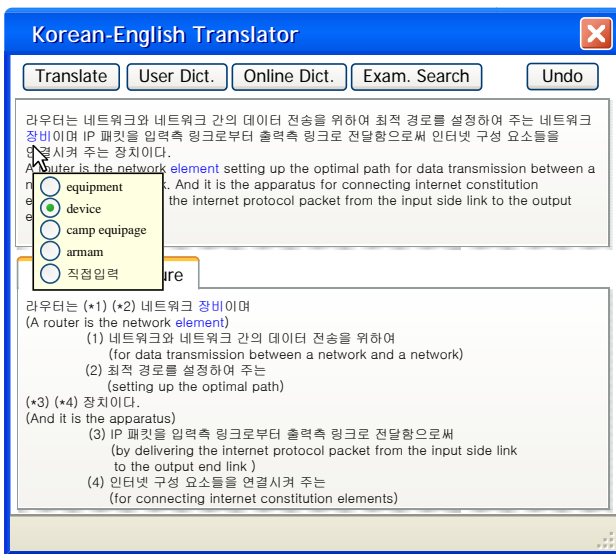 Korean-English Translator
Translate User Dict. Online Dict. Exam. Search Undo
라우터는 네트워크와 네트워크 간의 데이터 전송을 위하여 최적 경로를 설정하여 주는 네트워크
장비이며 IP 패킷을 입력측 링크로부터 출력측 링크로 전달함으로써 인터넷 구성 요소들을
연결시켜 주는 장치이다.
A router is the network element setting up the optimal path for data transmission between a
. And it is the apparatus for connecting internet constitution
the internet protocol packet from the input side link to the output
equipment
device
camp equipage
armam
직접입력
라우터는 (*1) (*2) 네트워크 장비이며
(A router is the network element)
(1) 네트워크와 네트워크 간의 데이터 전송을 위하여
(for data transmission between a network and a network)
(2) 최적 경로를 설정하여 주는
(setting up the optimal path)
(*3) (*4) 장치이다.
(And it is the apparatus)
(3) IP 패킷을 입력측 링크로부터 출력측 링크로 전달함으로써
(by delivering the internet protocol packet from the input side link
to the output end link )
(4) 인터넷 구성 요소들을 연결시켜 주는
(for connecting internet constitution elements)